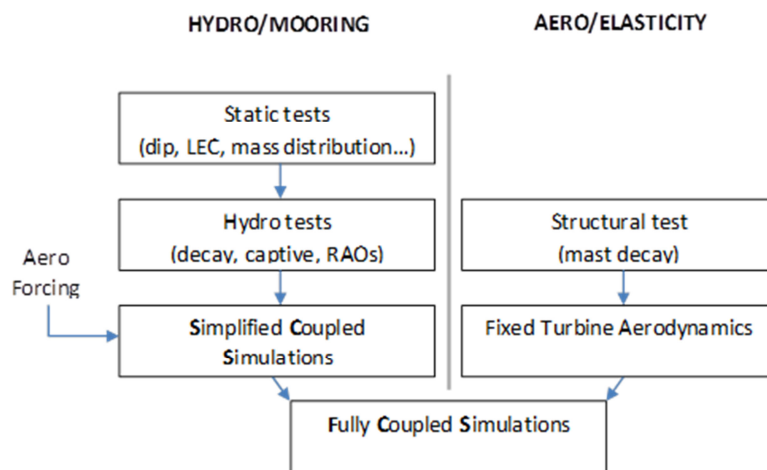 HYDRO/MOORING
AERO/ELASTICITY
Static tests
(dip, LEC, mass distribution...)
Hydro tests
(decay, captive, RAOs)
Structural test
(mast decay)
Aero
Forcing
Simplified Coupled
Simulations
Fixed Turbine Aerodynamics
Fully Coupled Simulations